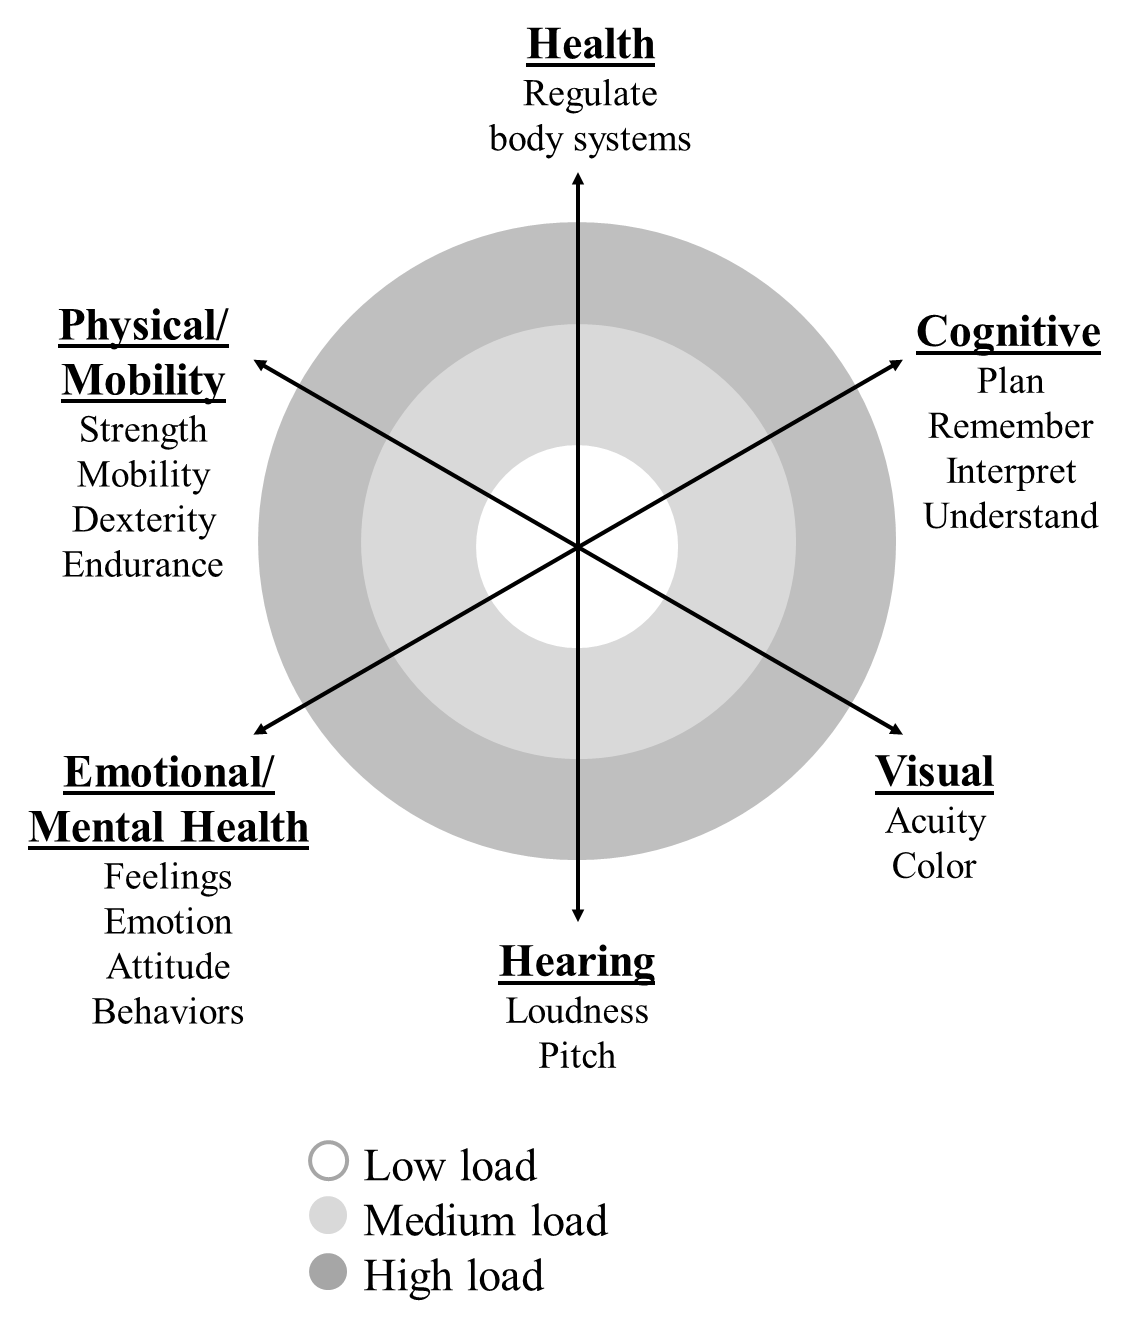 Health
Regulate
body systems
Physical/
Mobility
Strength
Mobility
Dexterity
Endurance
Cognitive
Plan
Remember
Interpret
Understand
Emotional/
Mental Health
Feelings
Emotion
Attitude
Behaviors
Visual
Acuity
Color
Hearing
Loudness
Pitch
Low load
Medium load
High load